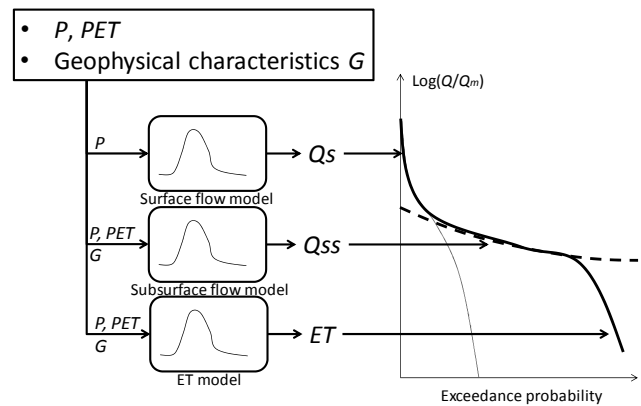 • P, PET
• Geophysical characteristics G
Log(Q/Qm)
P
Qs
Surface flow model
P, PET
G
Qss
Subsurface flow model
P, PET
G
ET
ET model
Exceedance probability